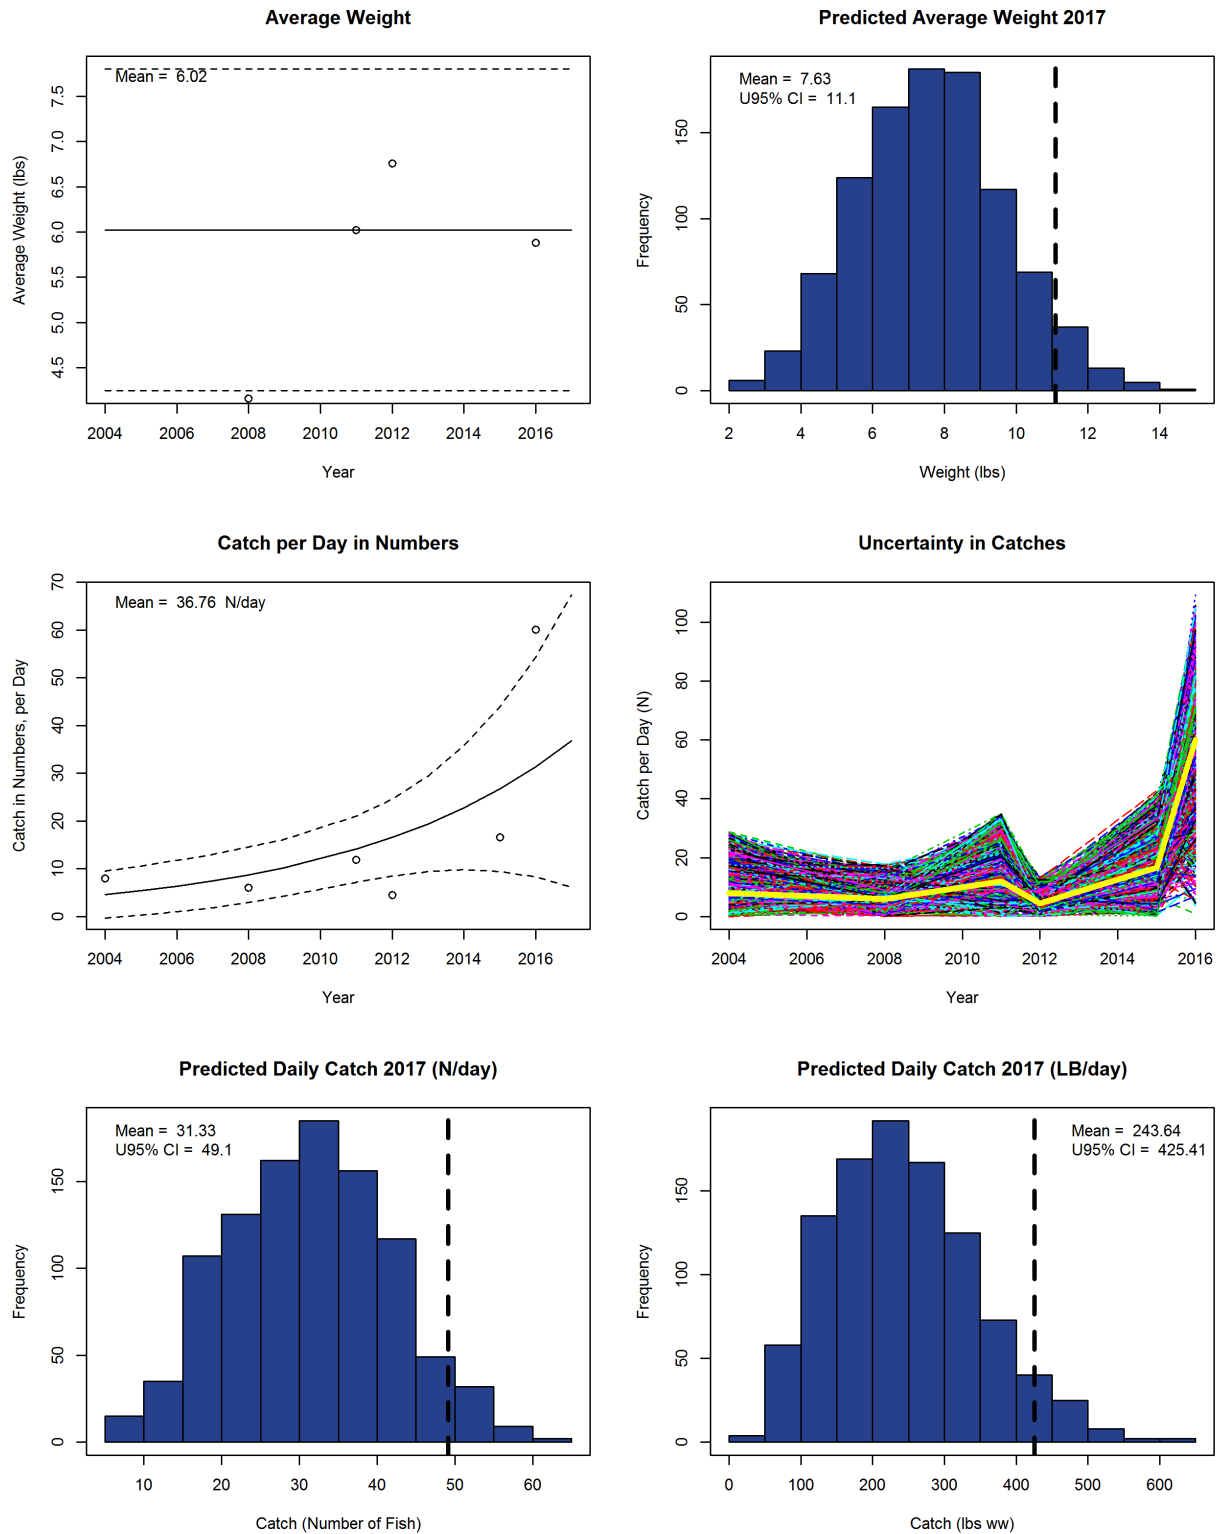 Average Weight
Mean = 6.02
Average Weight (lbs)
7.5
7.0
6.5
6.0
5.5
5.0
4.5
2004 2006 2008 2010 2012 2014 2016
Year
Predicted Average Weight 2017
Mean = 7.63
U95% CI = 11.1
Frequency
150
100
50
0
2 4 6 8 10 12 14
Weight (lbs)
Catch per Day in Numbers
Mean = 36.76 N/day
Catch in Numbers, per Day
70
60
50
40
30
20
10
0
2004 2006 2008 2010 2012 2014 2016
Year
Uncertainty in Catches
Catch per Day (N)
100
80
60
40
20
0
2004 2006 2008 2010 2012 2014 2016
Year
Predicted Daily Catch 2017 (N/day)
Mean = 31.33
U95% CI = 49.1
Frequency
150
100
50
0
10 20 30 40 50 60
Catch (Number of Fish)
Predicted Daily Catch 2017 (LB/day)
Mean = 243.64
U95% CI = 425.41
Frequency
150
100
50
0
0 100 200 300 400 500 600
Catch (lbs ww)